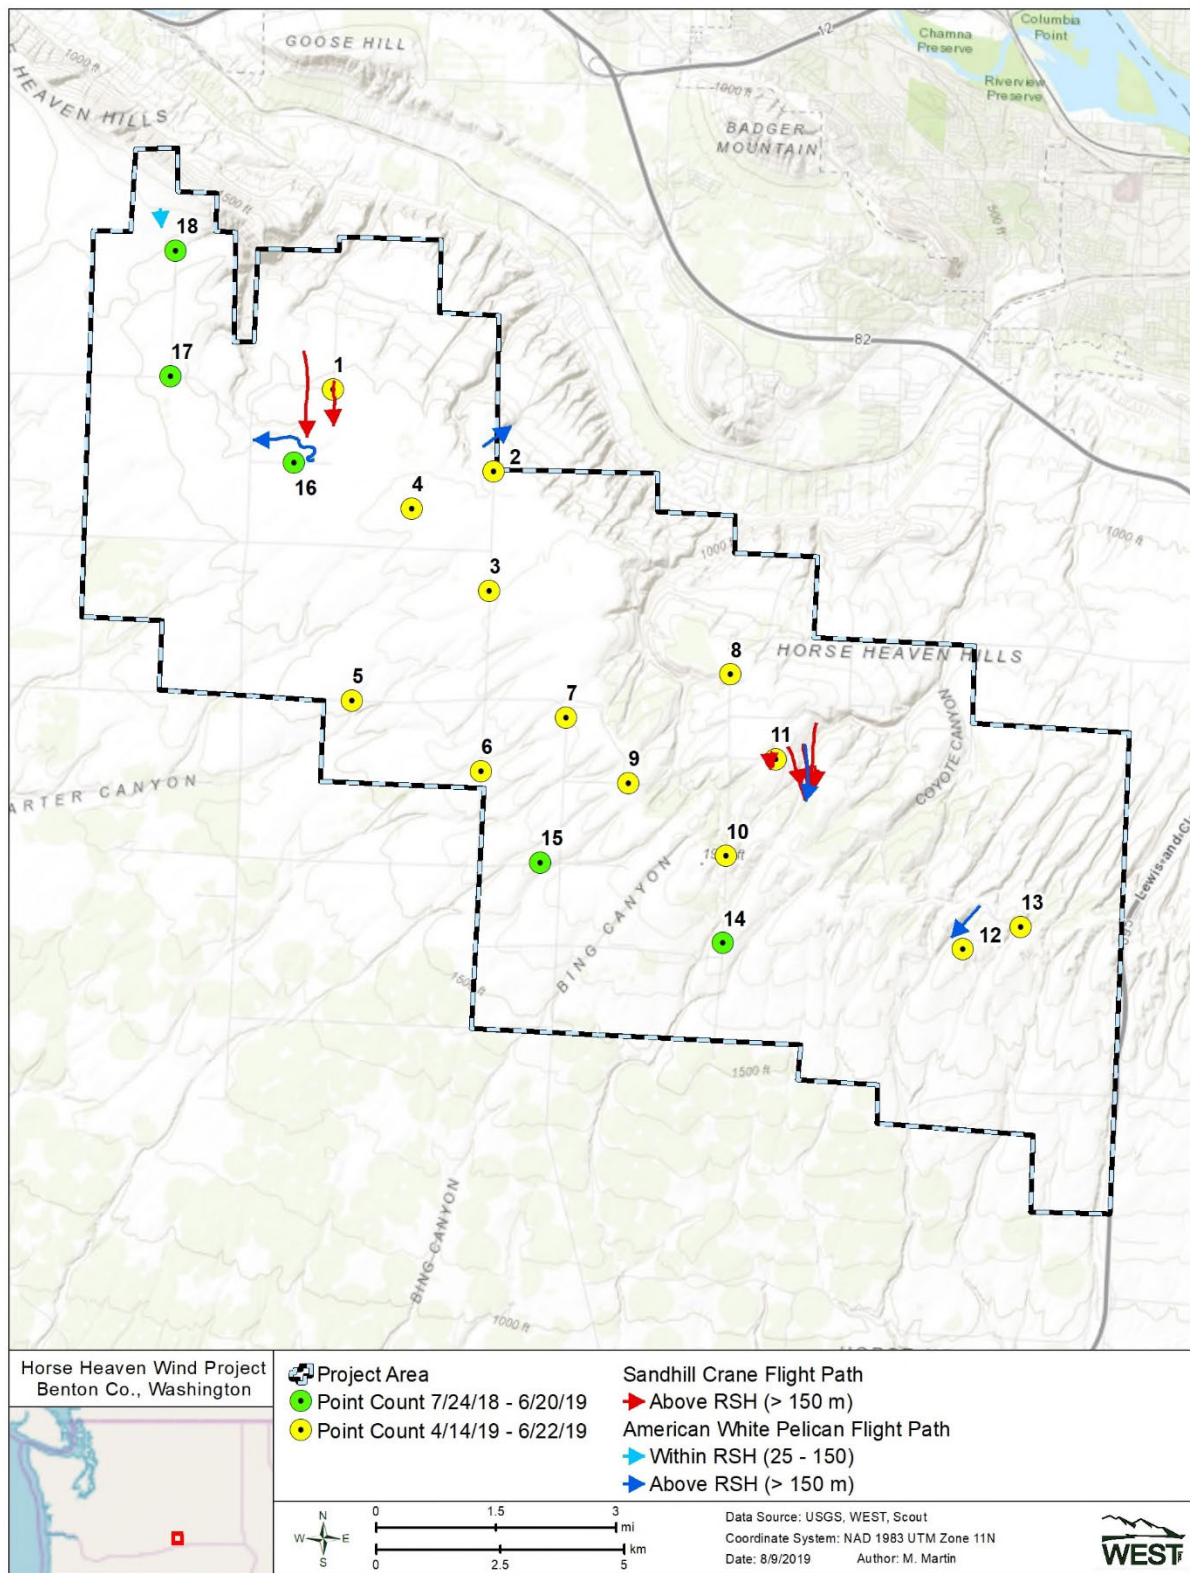 GOOSE HILL
12
Columbia
Point
Chamna
Preserve
Riverview
Preserve
1000 ft
HEAVEN HILLS
1000 ft
BADGER
MOUNTAIN
500 ft
500 ft
18
82
17
1
2
16
4
3
1000 ft
1000 ft
8
HORSE HEAVEN HILLS
5
7
11
COYOTE CANYON
6
9
ARTER CANYON
10
15
BING CANYON
Lewis and Cl
14
13
12
1500 ft
1500 ft
BING CANYON
1000 ft
Horse Heaven Wind Project
Benton Co., Washington
Project Area
Point Count 7/24/18 - 6/20/19
Point Count 4/14/19 - 6/22/19
Sandhill Crane Flight Path
Above RSH (> 150 m)
American White Pelican Flight Path
Within RSH (25 - 150)
Above RSH (> 150 m)
N
W E
S
0 1.5 3
mi
km
0 2.5 5
Data Source: USGS, WEST, Scout
Coordinate System: NAD 1983 UTM Zone 11N
Date: 8/9/2019 Author: M. Martin
WEST